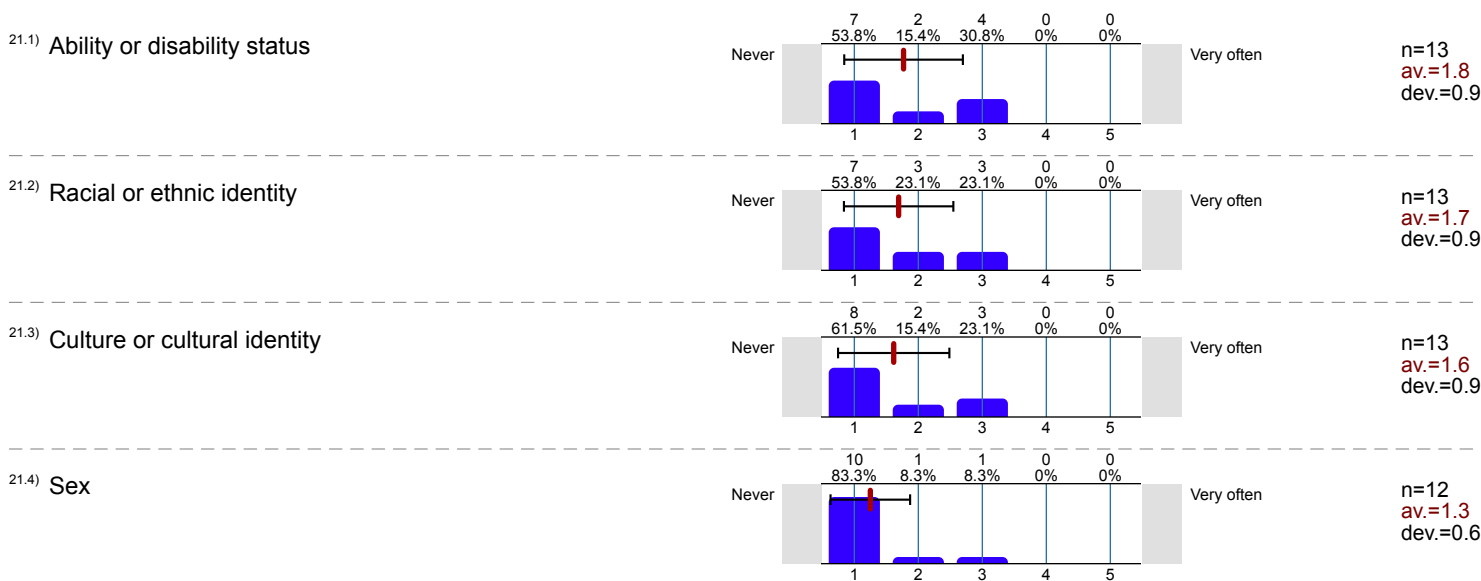 7 2 4 0 0
53.8% 15.4% 30.8% 0% 0%
21.1) Ability or disability status
Never Very often
n=13
av.=1.8
dev.=0.9
1 2 3 4 5
7 3 3 0 0
53.8% 23.1% 23.1% 0% 0%
21.2) Racial or ethnic identity
Never Very often
n=13
av.=1.7
dev.=0.9
1 2 3 4 5
8 2 3 0 0
61.5% 15.4% 23.1% 0% 0%
21.3) Culture or cultural identity
Never Very often
n=13
av.=1.6
dev.=0.9
1 2 3 4 5
10 1 1 0 0
83.3% 8.3% 8.3% 0% 0%
21.4) Sex
Never Very often
n=12
av.=1.3
dev.=0.6
1 2 3 4 5